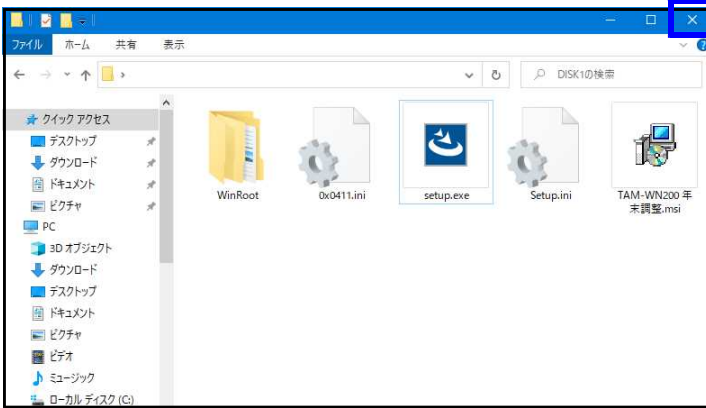 ファイル ホーム 共有 表示
DISK1の検索
クイック アクセス
デスクトップ
ダウンロード
ドキュメント
ピクチャ
PC
3D オブジェクト
ダウンロード
デスクトップ
ドキュメント
ピクチャ
ビデオ
ミュージック
ローカル ディスク (C:)
WinRoot
0x0411.ini
setup.exe
Setup.ini
TAM-WN200 年
末調整.msi